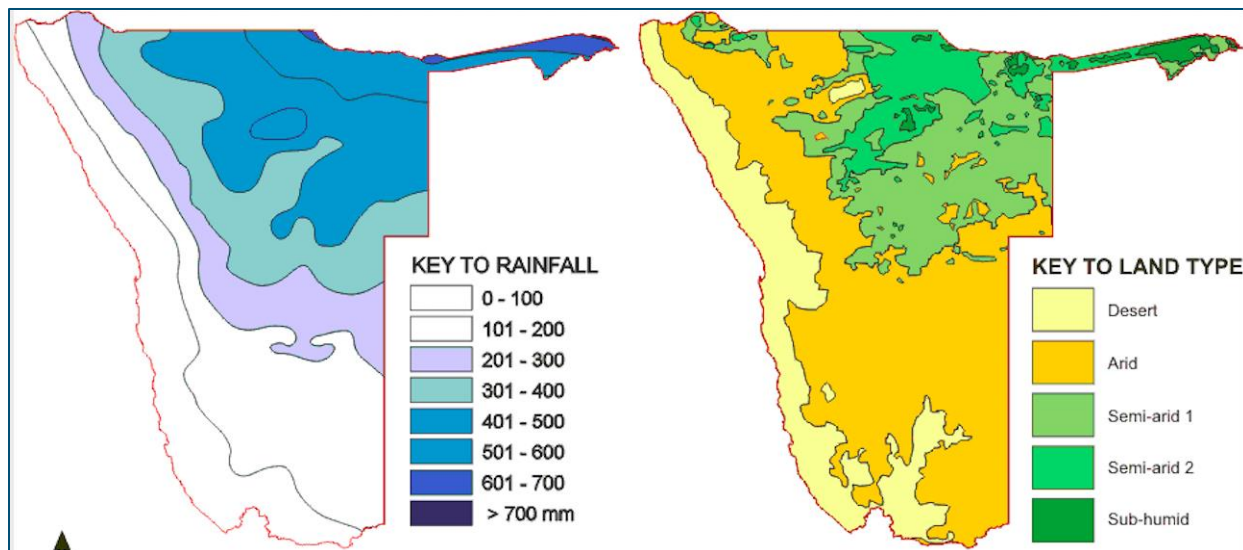 KEY TO RAINFALL
0 - 100
101 - 200
201 - 300
301 - 400
401 - 500
501 - 600
601 - 700
> 700 mm
KEY TO LAND TYPE
Desert
Arid
Semi-arid 1
Semi-arid 2
Sub-humid